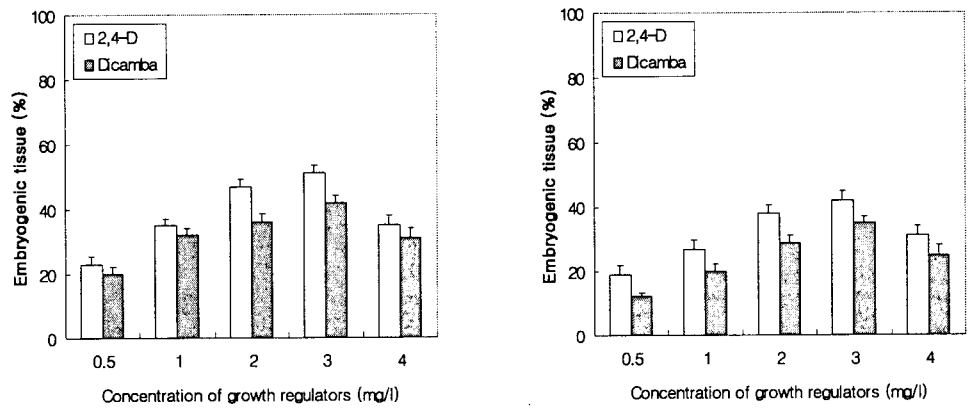 100
80
60
40
20
0
Embryogenic tissue (%)
2,4-D
Dicamba
0.5 1 2 3 4
Concentration of growth regulators (mg/l)
100
80
60
40
20
0
Embryogenic tissue (%)
2,4-D
Dicamba
0.5 1 2 3 4
Concentration of growth regulators (mg/l)